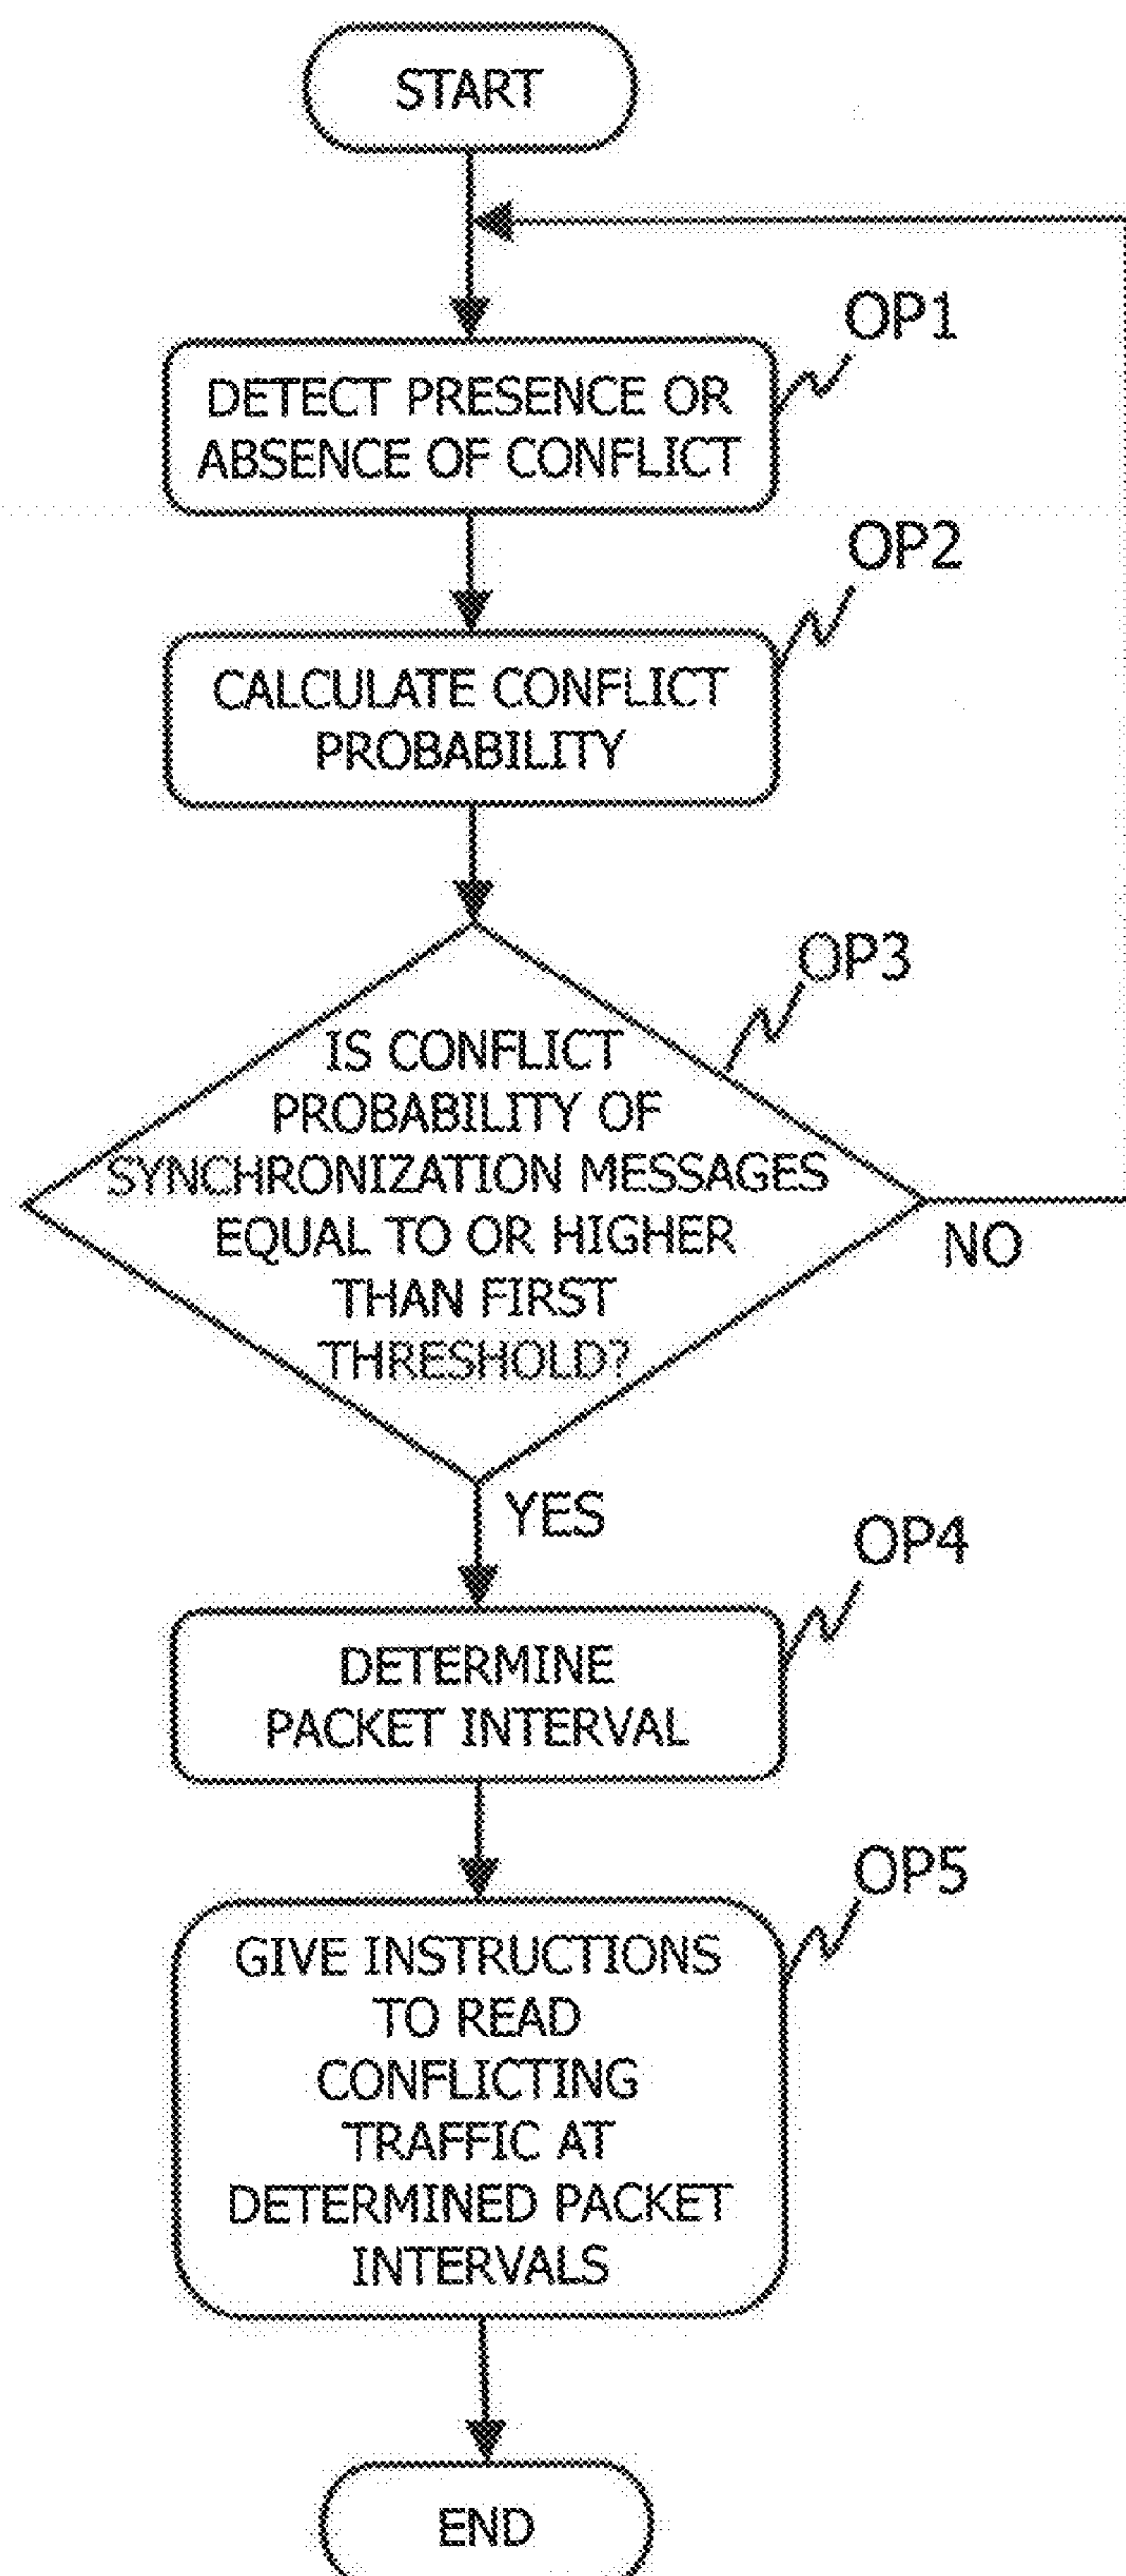 START
OP1
DETECT PRESENCE OR
ABSENCE OF CONFLICT
OP2
CALCULATE CONFLICT
PROBABILITY
OP3
IS CONFLICT
PROBABILITY OF
SYNCHRONIZATION MESSAGES
EQUAL TO OR HIGHER
THAN FIRST
THRESHOLD?
NO
YES
OP4
DETERMINE
PACKET INTERVAL
OP5
GIVE INSTRUCTIONS
TO READ
CONFLICTING
TRAFFIC AT
DETERMINED PACKET
INTERVALS
END